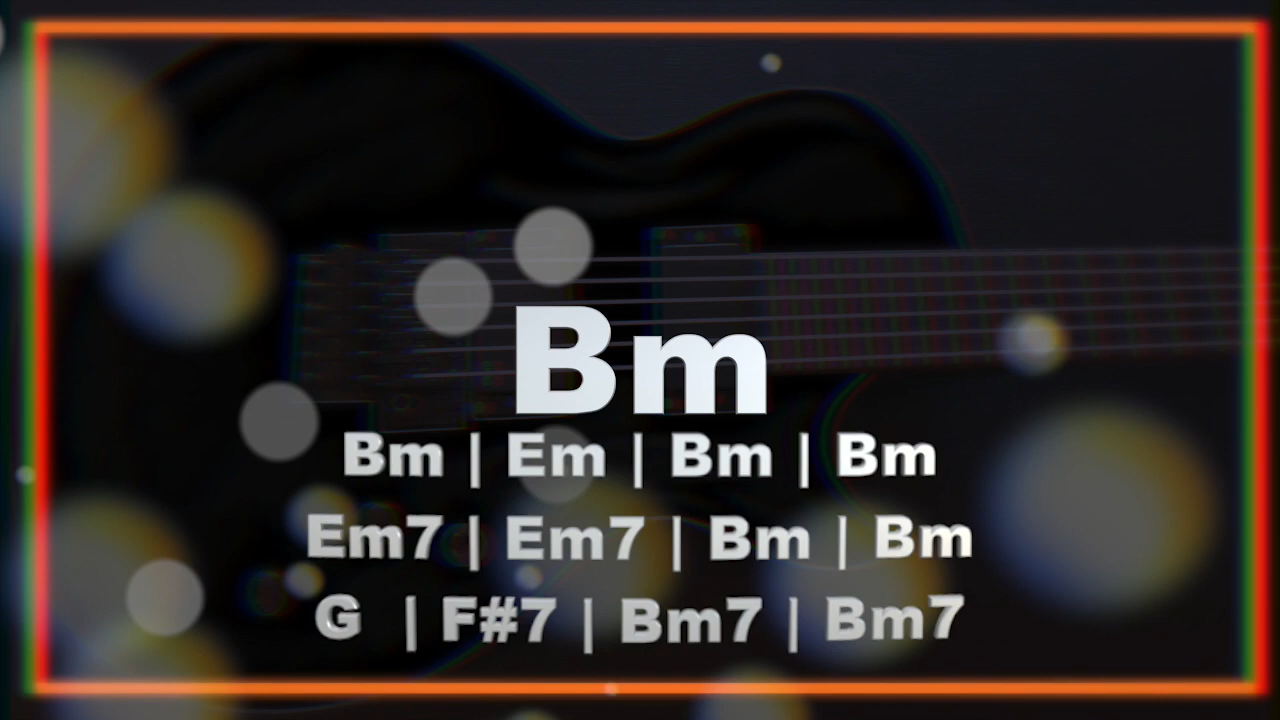 Bm
Bm | Em | Bm | Bm
Em7 | Em7 | Bm | Bm
G | F#7 | Bm7 | Bm7